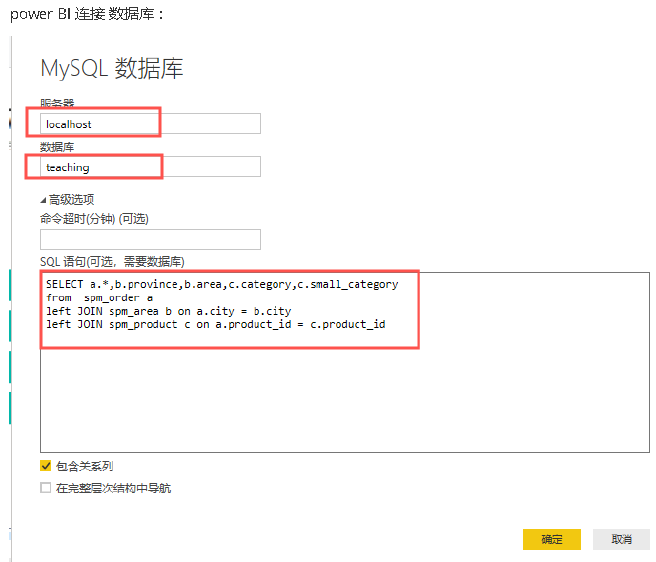 power BI 连接 数据库：
MySQL 数据库
服务器
localhost
数据库
teaching
高级选项
命令超时(分钟) (可选)
SQL 语句(可选，需要数据库)
SELECT a.*,b.province,b.area,c.category,c.small_category
from spm_order a
left JOIN spm_area b on a.city = b.city
left JOIN spm_product c on a.product_id = c.product_id
包含关系列
在完整层次结构中导航
确定
取消